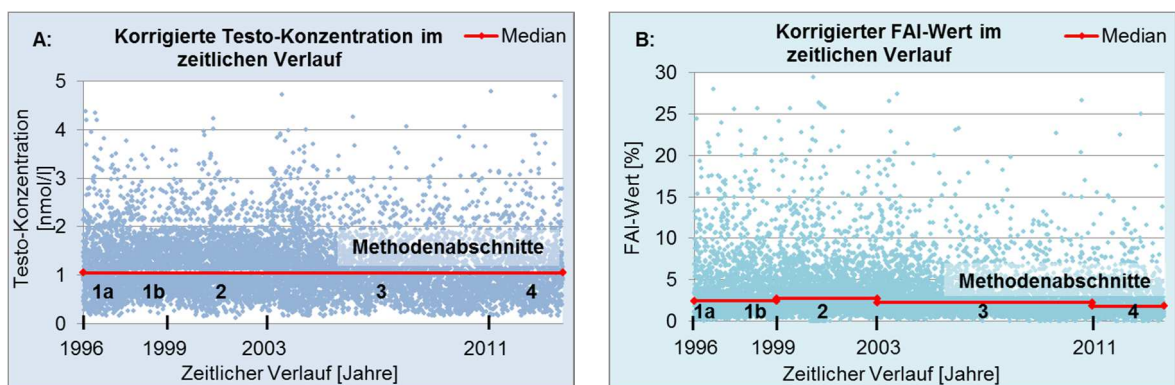 A:
Korrigierte Testo-Konzentration im
zeitlichen Verlauf
Median
Testo-Konzentration
[nmol/l]
5
4
3
2
1
0
Methodenabschnitte
1a 1b 2 3 4
1996 1999 2003 2011
Zeitlicher Verlauf [Jahre]
B:
Korrigierter FAI-Wert im
zeitlichen Verlauf
Median
FAI-Wert [%]
30
25
20
15
10
5
0
Methodenabschnitte
1a 1b 2 3 4
1996 1999 2003 2011
Zeitlicher Verlauf [Jahre]